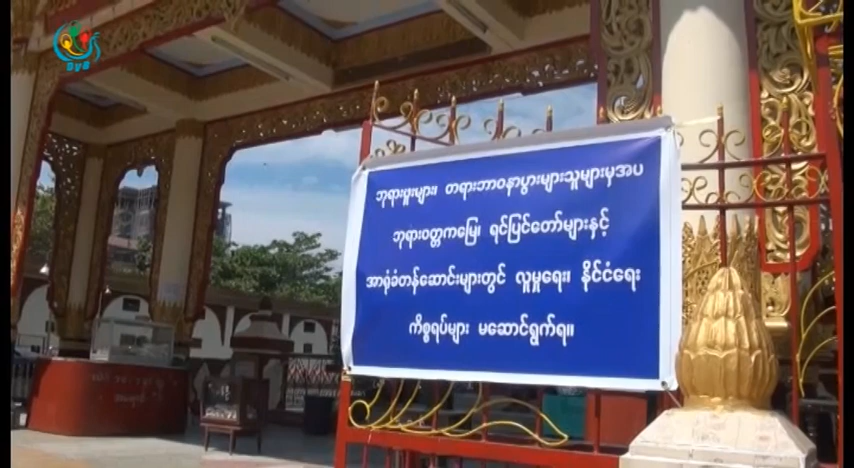 SYS
ဘုရားဖူးများ၊ တရားဘာဝနာပွားများသူများမှအပ
ဘုရားဝတ္တကမြေ၊ ရင်ပြင်တော်များနှင့်
အာရုံခံတန်ဆောင်းများတွင် လူမှုရေး၊ နိုင်ငံရေး
ကိစ္စရပ်များ မဆောင်ရွက်ရ။